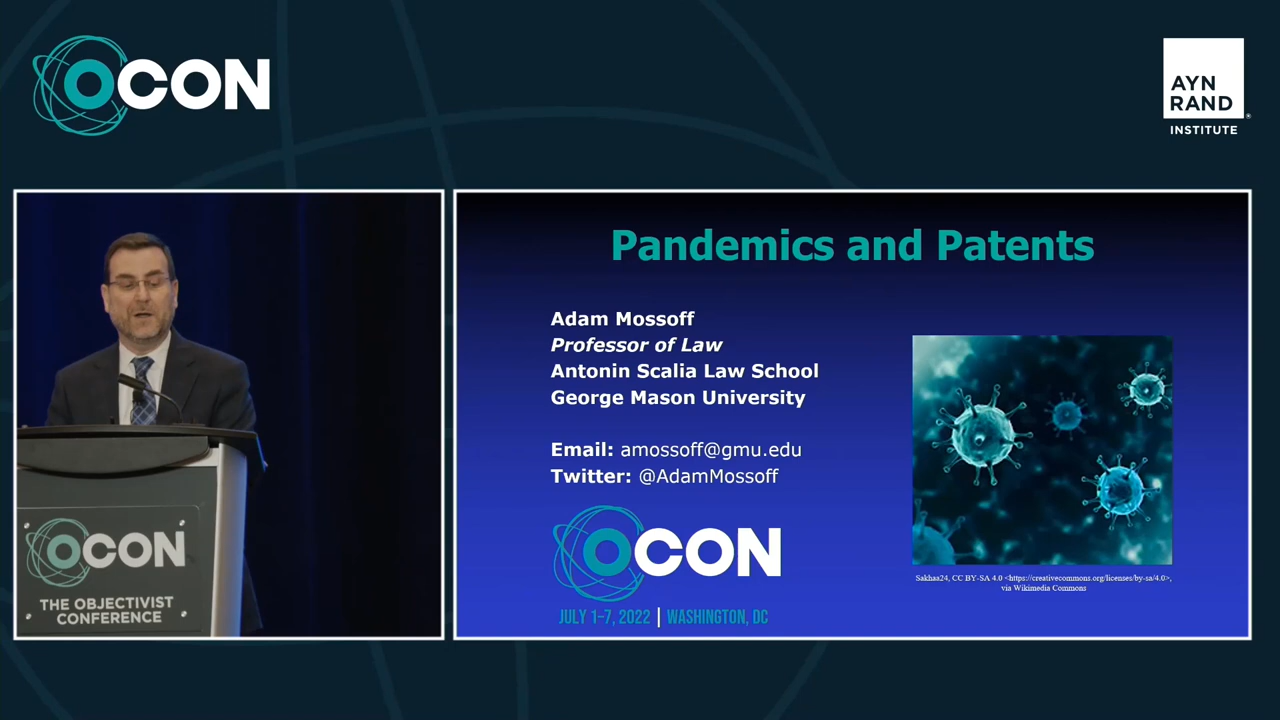 OCON
AYN
RAND
INSTITUTE
Pandemics and Patents
Adam Mossoff
Professor of Law
Antonin Scalia Law School
George Mason University
Email: amossoff@gmu.edu
Twitter: @AdamMossoff
OCON
JULY 1–7, 2022 | WASHINGTON, DC
Sakhaa24, CC BY-SA 4.0 <https://creativecommons.org/licenses/by-sa/4.0>,
via Wikimedia Commons
OCON
THE OBJECTIVIST
CONFERENCE